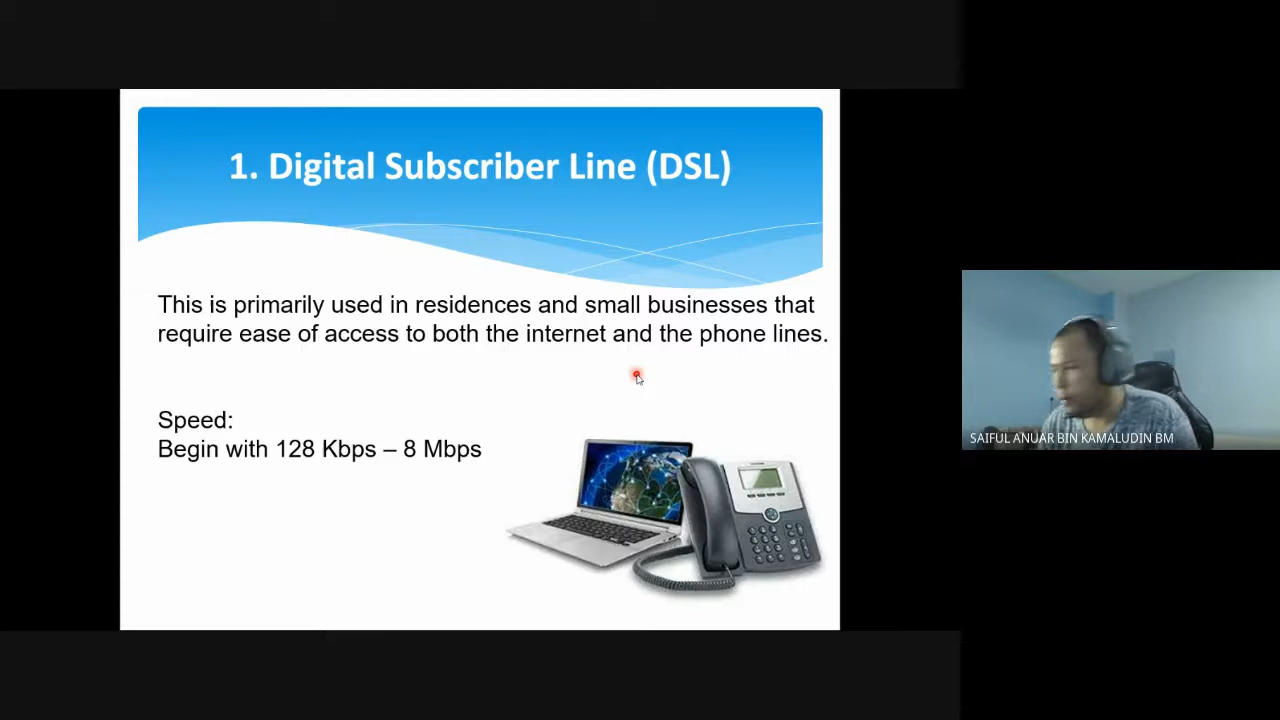 1. Digital Subscriber Line (DSL)
This is primarily used in residences and small businesses that
require ease of access to both the internet and the phone lines.
Speed:
Begin with 128 Kbps – 8 Mbps
SAIFUL ANUAR BIN KAMALUDIN BM